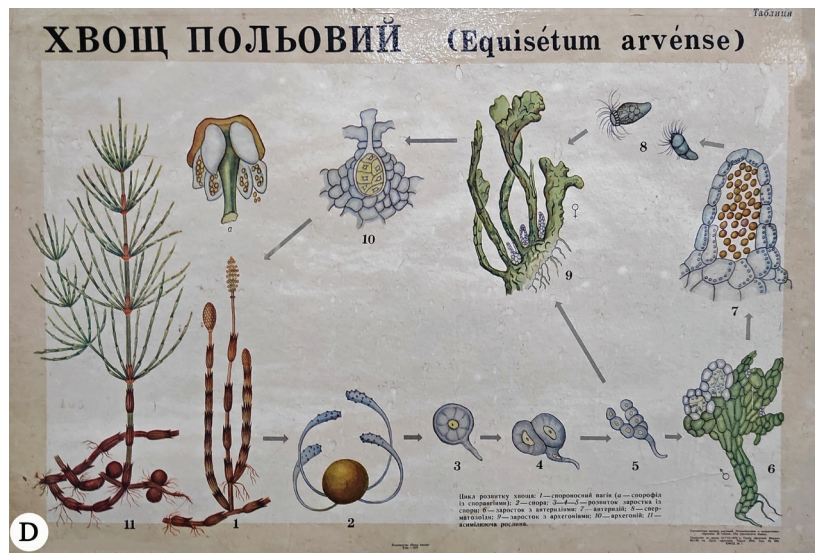 Таблиця
ХВОЩ ПОЛЬОВИЙ (Equisétum arvénse)
а
10
8
♀
9
7
3
4
5
♂
6
11
1
2
Цикл розвитку хвоща: 1—спороносний пагін (а—спорофіл
із спорангіями); 2—спора; 3—4—5—розвиток заростка із
спори; 6—заросток з антеридіями; 7—антеридій; 8—спер-
матозоїди; 9—заросток з архегоніями; 10—архегоній; 11—
асимілююча рослина.
D